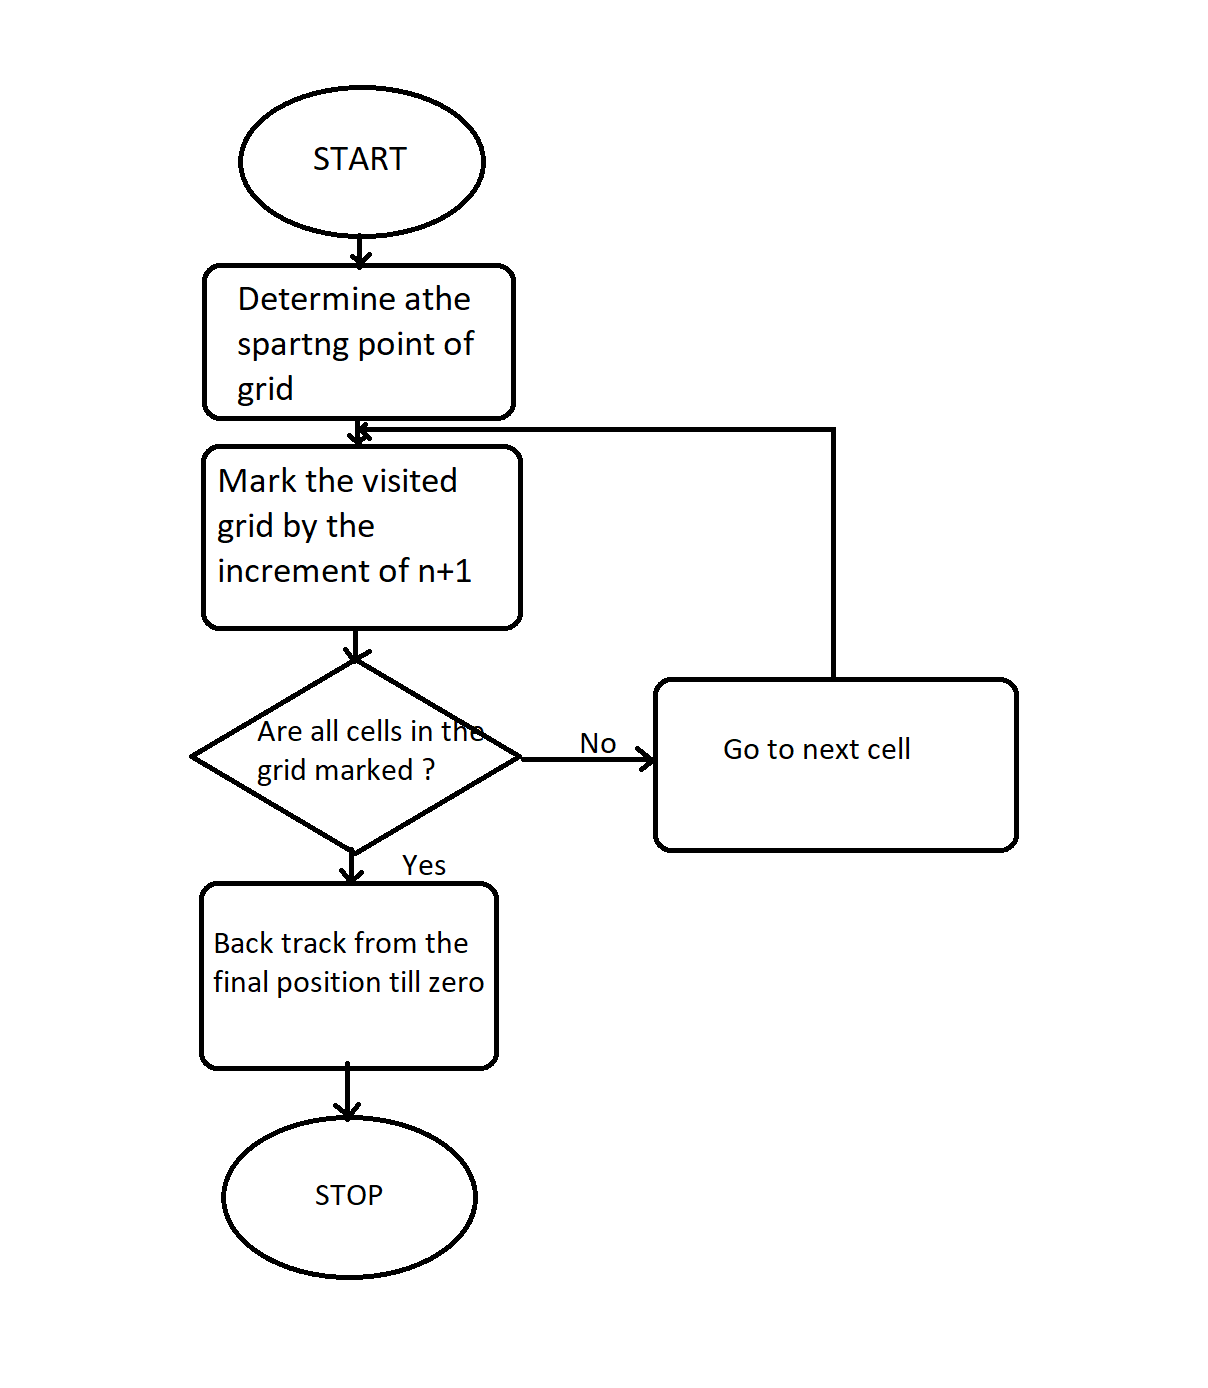 START
Determine athe
spartng point of
grid
Mark the visited
grid by the
increment of n+1
Are all cells in the
grid marked ?
No
Go to next cell
Yes
Back track from the
final position till zero
STOP